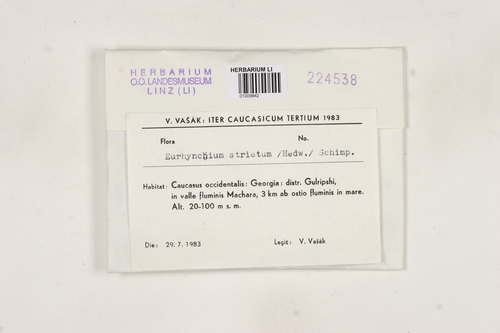 HERBARIUM
O.Ö. LANDESMUSEUM
LINZ (LI)
HERBARIUM LI
01009842
224538
V. VAŠÁK: ITER CAUCASICUM TERTIUM 1983
Flora No.
Eurhynchium striatum /Hedw./ Schimp.
Habitat: Caucasus occidentalis: Georgia: distr. Gulripshi,
in valle fluminis Machara, 3 km ab ostio fluminis in mare.
Alt. 20-100 m s. m.
Die: 29. 7. 1983 Legit: V. Vašák